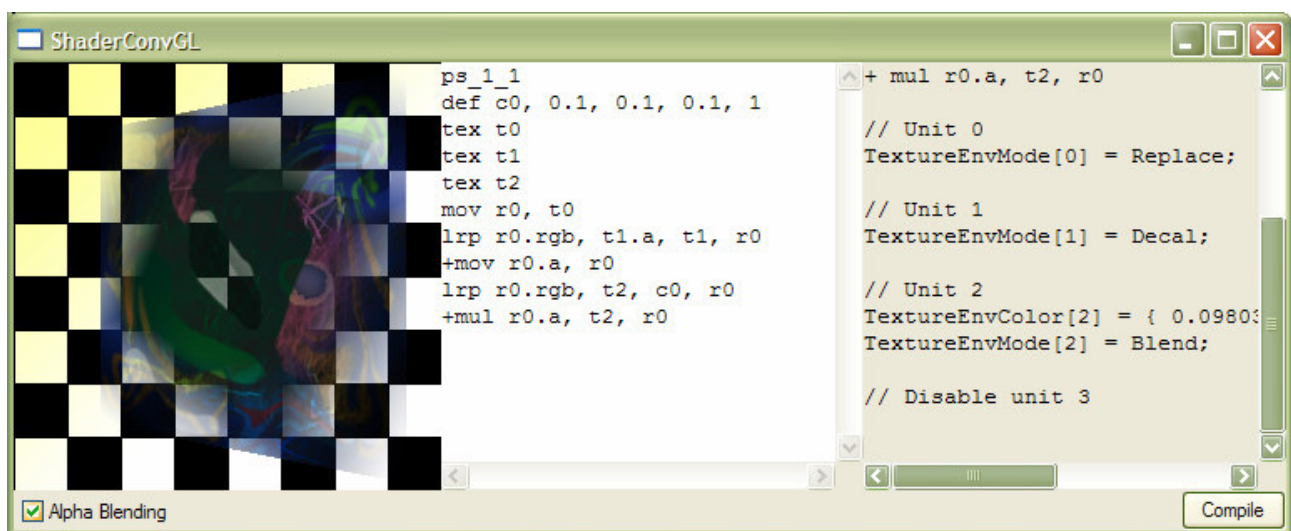 ShaderConvGL
ps_1_1
def c0, 0.1, 0.1, 0.1, 1
tex t0
tex t1
tex t2
mov r0, t0
lrp r0.rgb, t1.a, t1, r0
+mov r0.a, r0
lrp r0.rgb, t2, c0, r0
+mul r0.a, t2, r0
+ mul r0.a, t2, r0
// Unit 0
TextureEnvMode[0] = Replace;
// Unit 1
TextureEnvMode[1] = Decal;
// Unit 2
TextureEnvColor[2] = { 0.09803
TextureEnvMode[2] = Blend;
// Disable unit 3
Alpha Blending
Compile